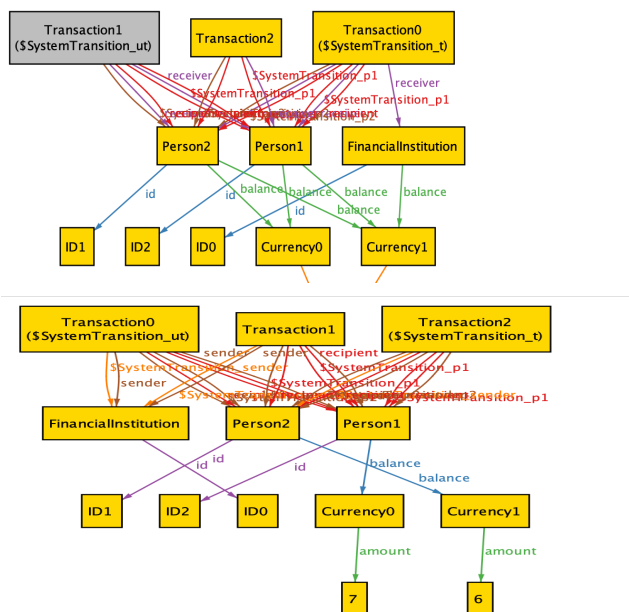 Transaction1
($SystemTransition_ut)
Transaction2
Transaction0
($SystemTransition_t)
receiver
$SystemTransition_p1
receiver
$SystemTransition_p1
$SystemTransition_p1
Person2
Person1
FinancialInstitution
id
id
id
balance
balance
balance
balance
balance
ID1
ID2
ID0
Currency0
Currency1
Transaction0
($SystemTransition_ut)
Transaction1
Transaction2
($SystemTransition_t)
sender
sender
recipient
sender
$SystemTransition_p1
sender
$SystemTransition_p1
$SystemTransition_p1
FinancialInstitution
Person2
Person1
id
id
id
balance
balance
ID1
ID2
ID0
Currency0
Currency1
amount
amount
7
6